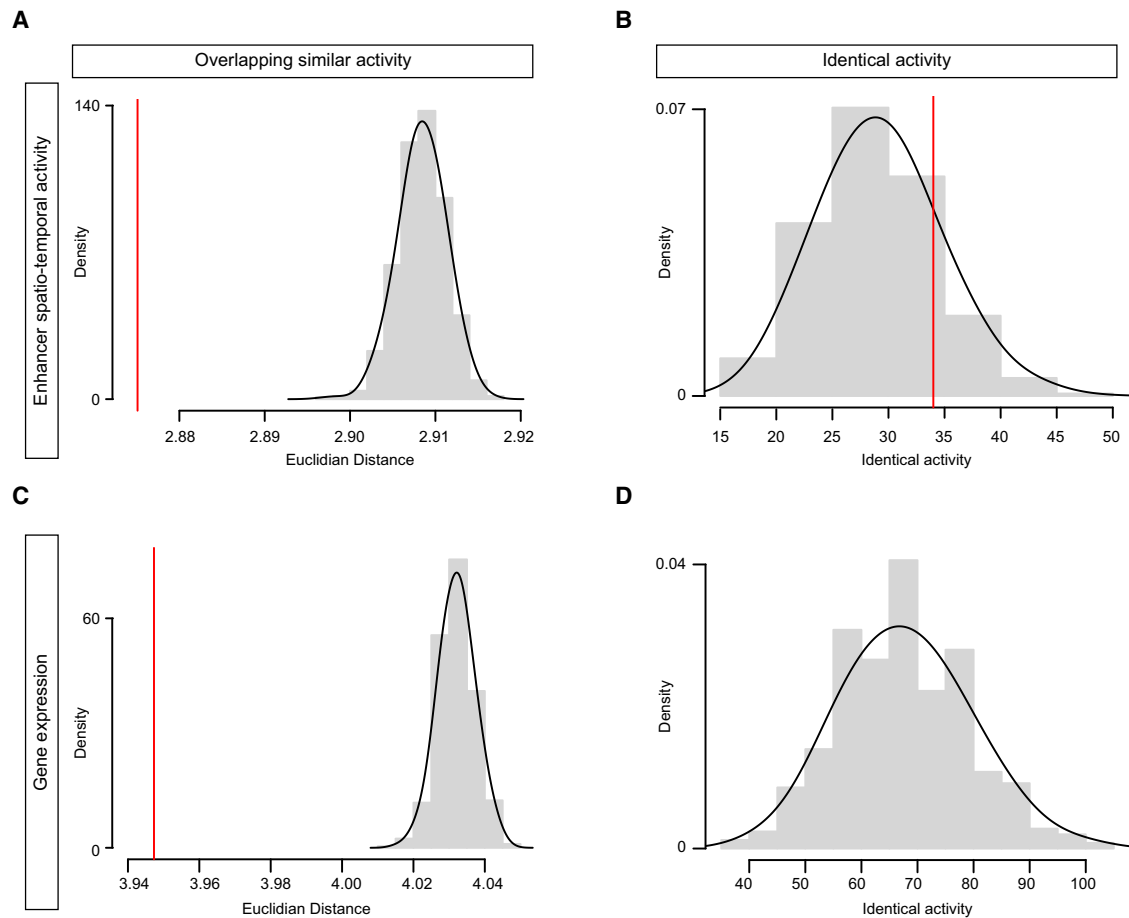 A
B
Overlapping similar activity
Identical activity
Enhancer spatio-temporal activity
Density
140
0
2.88 2.89 2.90 2.91 2.92
Euclidian Distance
Density
0.07
0
15 20 25 30 35 40 45 50
Identical activity
C
D
Gene expression
Density
60
0
3.94 3.96 3.98 4.00 4.02 4.04
Euclidian Distance
Density
0.04
0
40 50 60 70 80 90 100
Identical activity